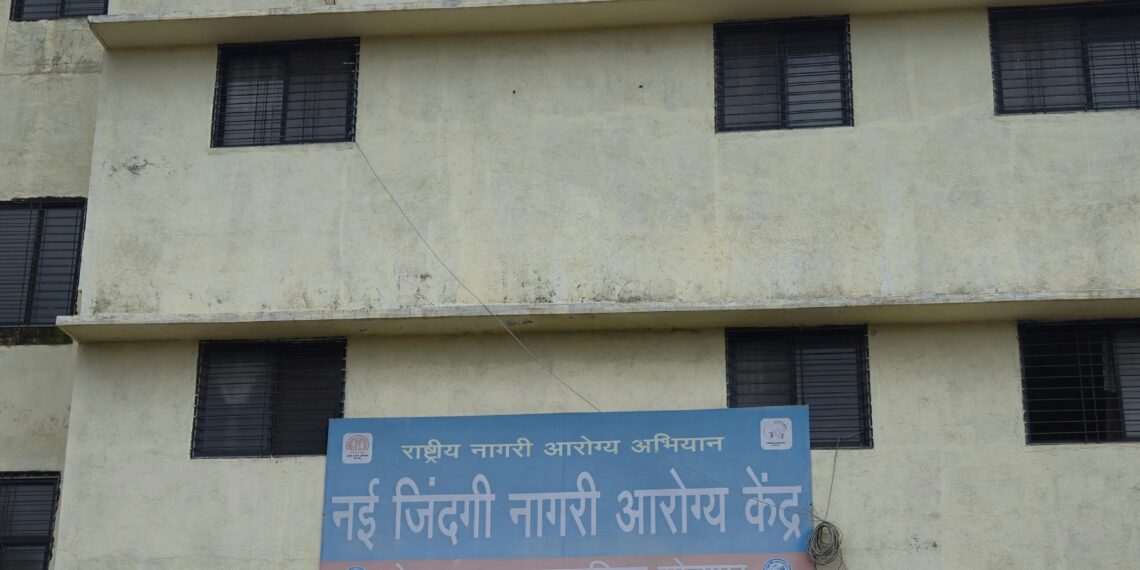 राष्ट्रीय नागरी आरोग्य अभियान
नई जिंदगी नागरी आरोग्य केंद्र